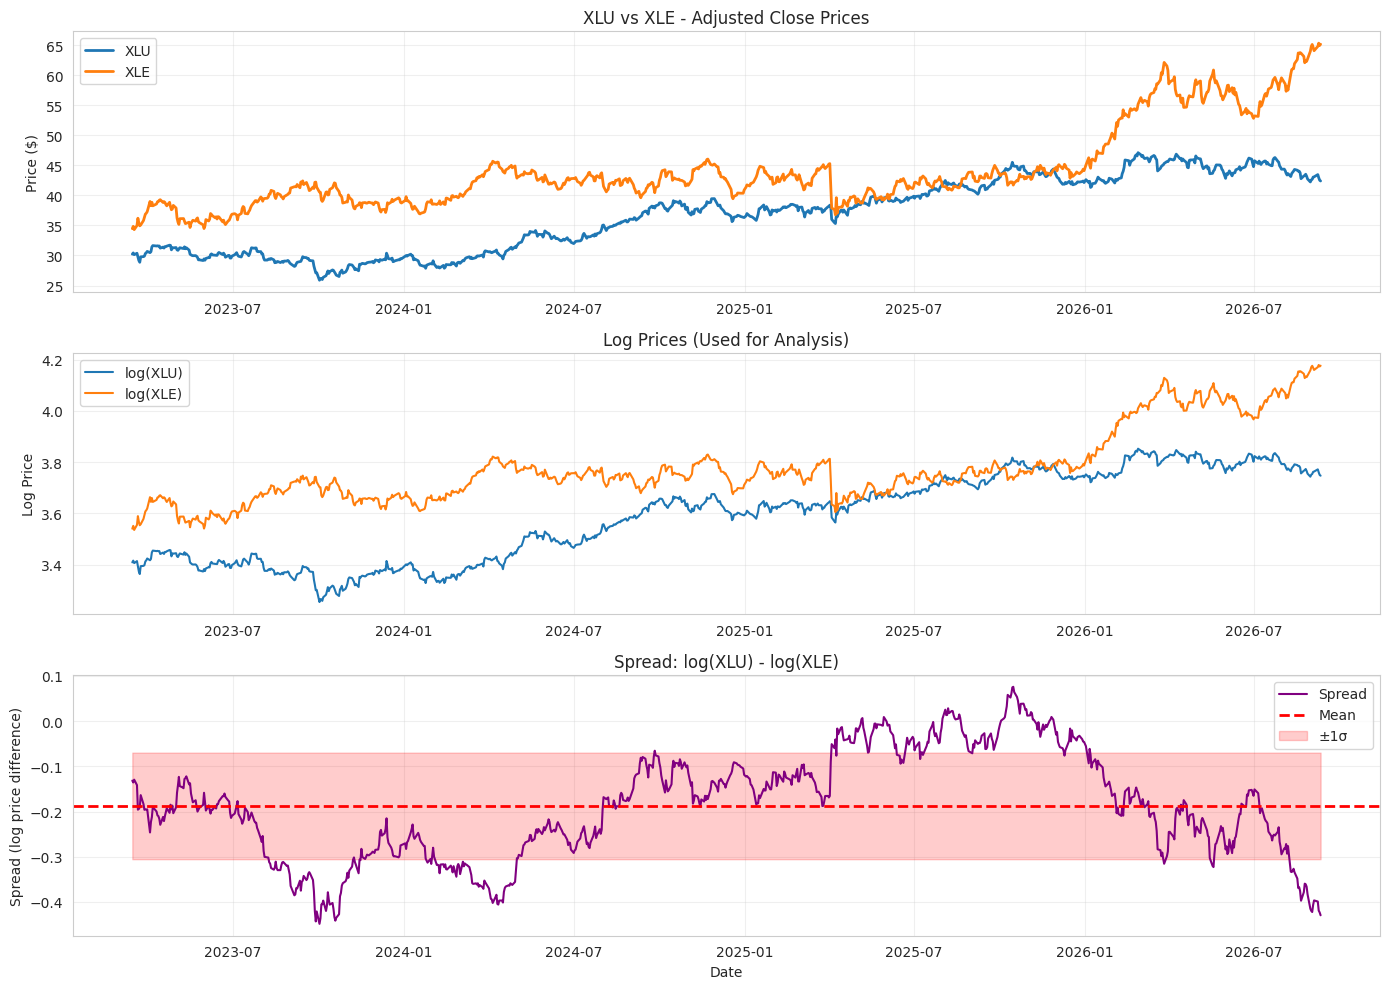 XLU vs XLE - Adjusted Close Prices
XLU
XLE
Price ($)
65
60
55
50
45
40
35
30
25
2023-07 2024-01 2024-07 2025-01 2025-07 2026-01 2026-07
Log Prices (Used for Analysis)
log(XLU)
log(XLE)
Log Price
4.2
4.0
3.8
3.6
3.4
2023-07 2024-01 2024-07 2025-01 2025-07 2026-01 2026-07
Spread: log(XLU) - log(XLE)
Spread
Mean
±1σ
Spread (log price difference)
0.1
0.0
−0.1
−0.2
−0.3
−0.4
2023-07 2024-01 2024-07 2025-01 2025-07 2026-01 2026-07
Date